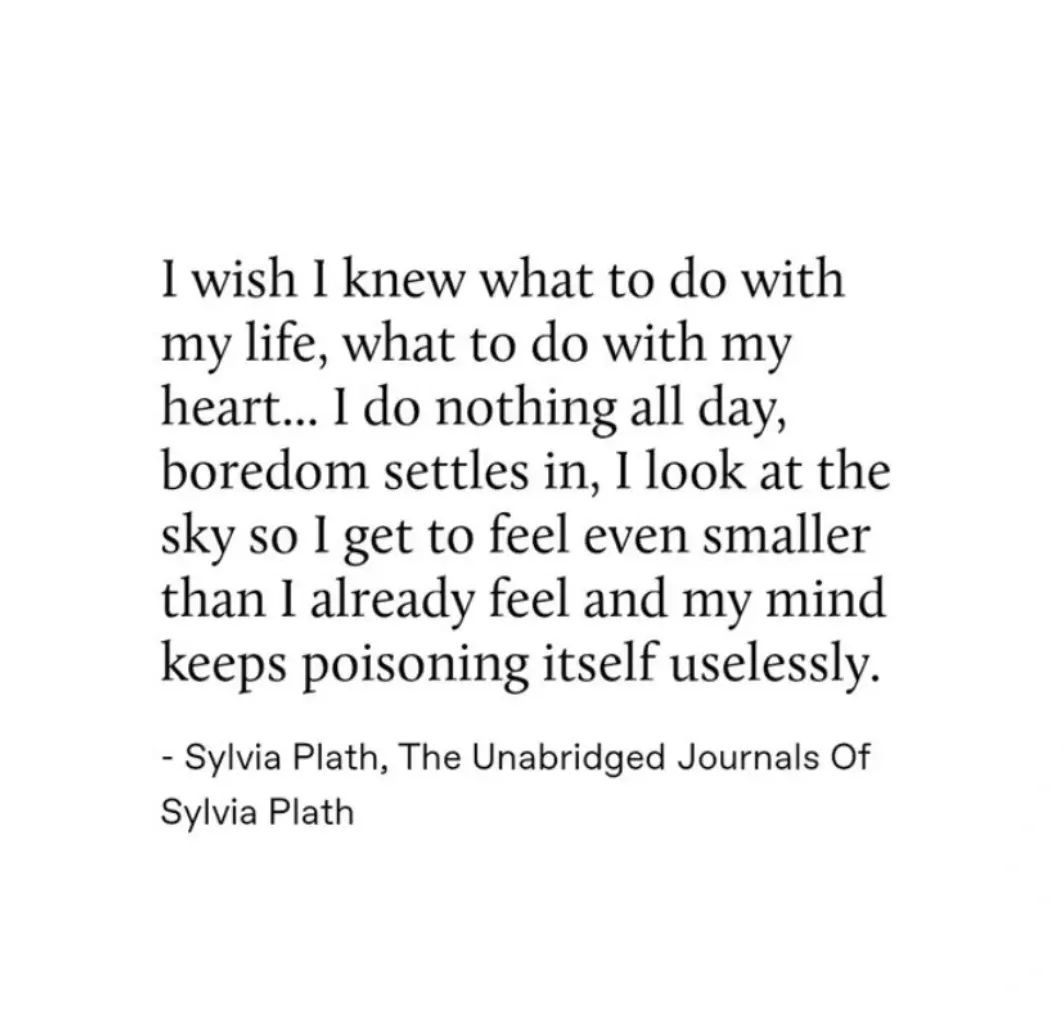 I wish I knew what to do with
my life, what to do with my
heart... I do nothing all day,
boredom settles in, I look at the
sky so I get to feel even smaller
than I already feel and my mind
keeps poisoning itself uselessly.
- Sylvia Plath, The Unabridged Journals Of
Sylvia Plath